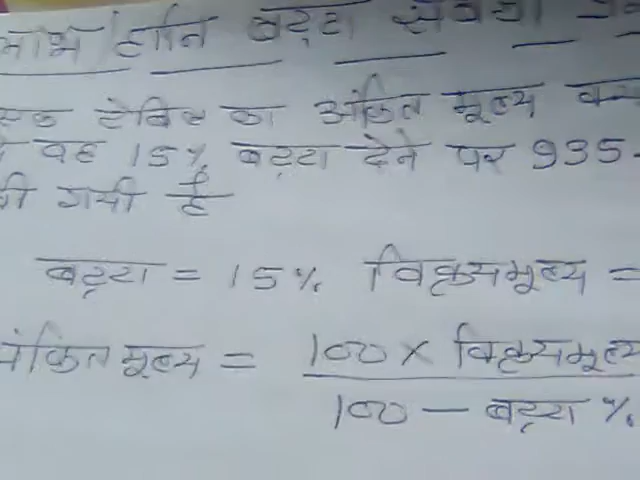 लाभ हानि बट्टा संबंधी
एक टेबिल का अंकित मूल्य क्या
वह 15% बट्टा देने पर 935
गयी है
बट्टा = 15% विक्रयमूल्य =
अंकित मूल्य = 100 × विक्रयमूल्य
100 - बट्टा %